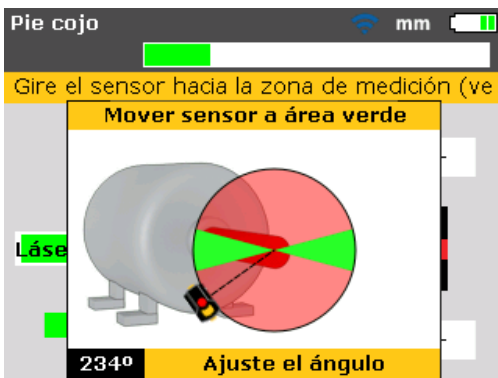 Pie cojo mm
Gire el sensor hacia la zona de medición (ve
Mover sensor a área verde
Láse
234º Ajuste el ángulo